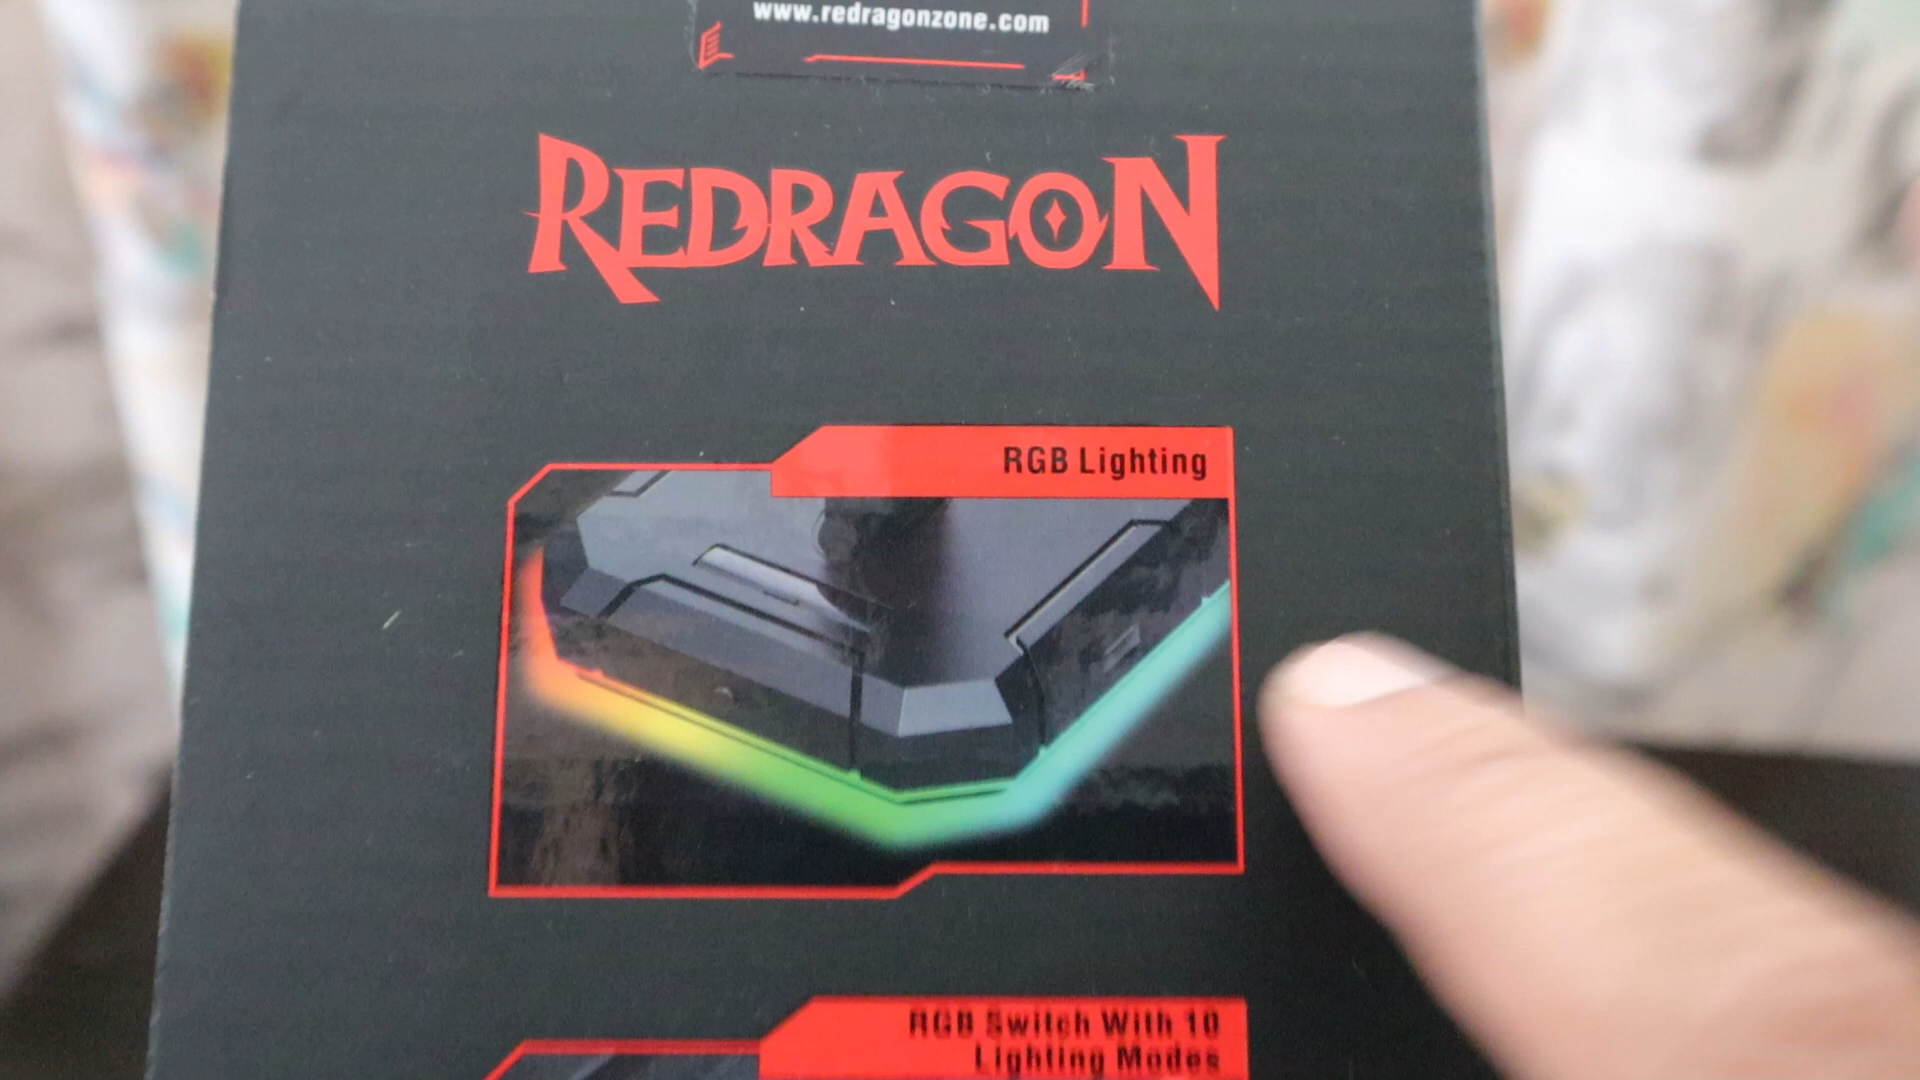 www.redragonzone.com
REDRAGON
RGB Lighting
RGB Switch With 10
Lighting Modes